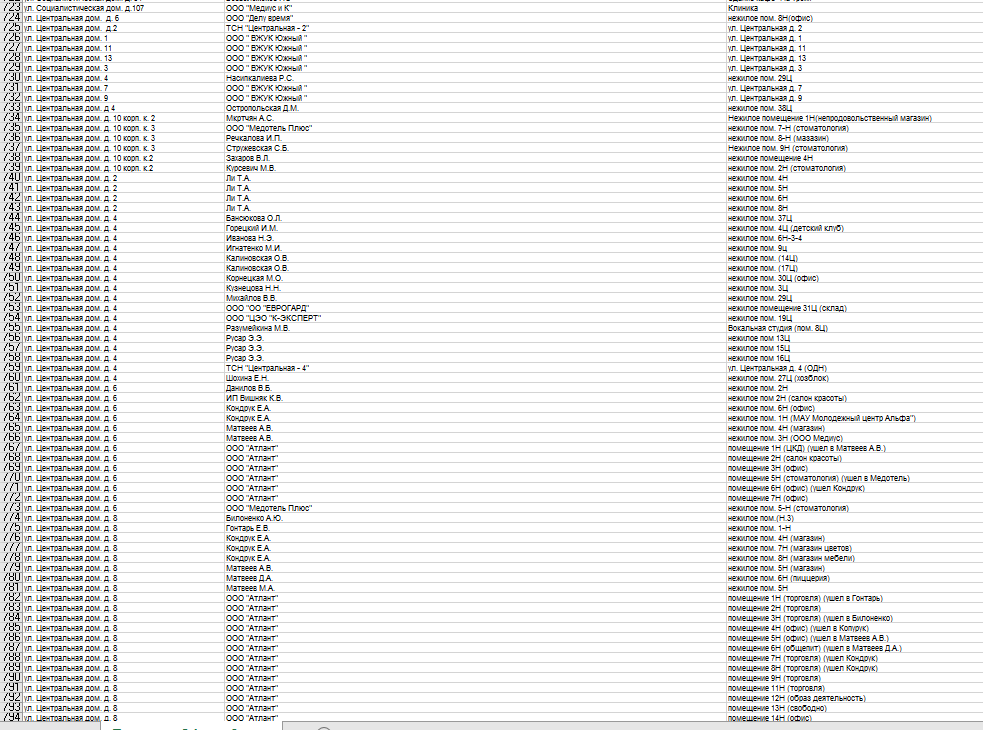 723 ул. Социалистическая дом. д.107 ООО "Медиус и К" Клиника
724 ул. Центральная дом. д. 6 ООО "Делу время" нежилое пом. 8Н(офис)
725 ул. Центральная дом. д.2 ТСН "Центральная - 2" ул. Центральная д. 2
726 ул. Центральная дом. 1 ООО " ВЖУК Южный " ул. Центральная д. 1
727 ул. Центральная дом. 11 ООО " ВЖУК Южный " ул. Центральная д. 11
728 ул. Центральная дом. 13 ООО " ВЖУК Южный " ул. Центральная д. 13
729 ул. Центральная дом. 3 ООО " ВЖУК Южный " ул. Центральная д. 3
730 ул. Центральная дом. 4 Насипкалиева Р.С. нежилое пом. 29Ц
731 ул. Центральная дом. 7 ООО " ВЖУК Южный " ул. Центральная д. 7
732 ул. Центральная дом. 9 ООО " ВЖУК Южный " ул. Центральная д. 9
733 ул. Центральная дом. д 4 Остропольская Д.М. нежилое пом. 38Ц
734 ул. Центральная дом. д. 10 корп. к. 2 Мкртчян А.С. Нежилое помещение 1Н(непродовольственный магазин)
735 ул. Центральная дом. д. 10 корп. к. 3 ООО "Медотель Плюс" нежилое пом. 7-Н (стоматология)
736 ул. Центральная дом. д. 10 корп. к. 3 Речкалова И.П. нежилое пом. 8-Н (мазазин)
737 ул. Центральная дом. д. 10 корп. к. 3 Стружевская С.Б. Нежилое пом. 9Н (стоматология)
738 ул. Центральная дом. д. 10 корп. к.2 Захаров В.Л. нежилое помещение 4Н
739 ул. Центральная дом. д. 10 корп. к.2 Курсевич М.В. нежилое пом. 2Н (стоматология)
740 ул. Центральная дом. д. 2 Ли Т.А. нежилое пом. 4Н
741 ул. Центральная дом. д. 2 Ли Т.А. нежилое пом. 5Н
742 ул. Центральная дом. д. 2 Ли Т.А. нежилое пом. 6Н
743 ул. Центральная дом. д. 2 Ли Т.А. нежилое пом. 8Н
744 ул. Центральная дом. д. 4 Бансюкова О.Л. нежилое пом. 37Ц
745 ул. Центральная дом. д. 4 Горецкий И.М. нежилое пом. 4Ц (детский клуб)
746 ул. Центральная дом. д. 4 Иванова Н.Э. нежилое пом. 6Н-3-4
747 ул. Центральная дом. д. 4 Игнатенко М.И. нежилое пом. 9ц
748 ул. Центральная дом. д. 4 Калиновская О.В. нежилое пом. (14Ц)
749 ул. Центральная дом. д. 4 Калиновская О.В. нежилое пом. (17Ц)
750 ул. Центральная дом. д. 4 Корнецкая М.О. нежилое пом. 30Ц (офис)
751 ул. Центральная дом. д. 4 Кузнецова Н.Н. нежилое пом. 3Ц
752 ул. Центральная дом. д. 4 Михайлов В.В. нежилое пом. 29Ц
753 ул. Центральная дом. д. 4 ООО "ОО "ЕВРОГАРД" нежилое помещение 31Ц (склад)
754 ул. Центральная дом. д. 4 ООО "ЦЭО "К-ЭКСПЕРТ" нежилое пом. 19Ц
755 ул. Центральная дом. д. 4 Разумейкина М.В. Вокальная студия (пом. 8Ц)
756 ул. Центральная дом. д. 4 Русар Э.Э. нежилое пом 13Ц
757 ул. Центральная дом. д. 4 Русар Э.Э. нежилое пом 15Ц
758 ул. Центральная дом. д. 4 Русар Э.Э. нежилое пом 16Ц
759 ул. Центральная дом. д. 4 ТСН "Центральная - 4" ул. Центральная д. 4 (ОДН)
760 ул. Центральная дом. д. 4 Шохина Е.Н. нежилое пом. 27Ц (хозблок)
761 ул. Центральная дом. д. 6 Данилов В.Б. нежилое пом. 2Н
762 ул. Центральная дом. д. 6 ИП Вишняк К.В. нежилое пом 2Н (салон красоты)
763 ул. Центральная дом. д. 6 Кондрук Е.А. нежилое пом. 6Н (офис)
764 ул. Центральная дом. д. 6 Кондрук Е.А. нежилое пом. 1Н (МАУ Молодежный центр Альфа")
765 ул. Центральная дом. д. 6 Матвеев А.В. нежилое пом. 4Н (магазин)
766 ул. Центральная дом. д. 6 Матвеев А.В. нежилое пом. 3Н (ООО Медиус)
767 ул. Центральная дом. д. 6 ООО "Атлант" помещение 1Н (ЦКД) (ушел в Матвеев А.В.)
768 ул. Центральная дом. д. 6 ООО "Атлант" помещение 2Н (салон красоты)
769 ул. Центральная дом. д. 6 ООО "Атлант" помещение 3Н (офис)
770 ул. Центральная дом. д. 6 ООО "Атлант" помещение 5Н (стоматология) (ушел в Медотель)
771 ул. Центральная дом. д. 6 ООО "Атлант" помещение 6Н (офис) (ушел Кондрук)
772 ул. Центральная дом. д. 6 ООО "Атлант" помещение 7Н (офис)
773 ул. Центральная дом. д. 6 ООО "Медотель Плюс" нежилое пом. 5-Н (стоматология)
774 ул. Центральная дом. д. 8 Билоненко А.Ю. нежилое пом.(Н.3)
775 ул. Центральная дом. д. 8 Гонтарь Е.В. нежилое пом. 1-Н
776 ул. Центральная дом. д. 8 Кондрук Е.А. нежилое пом. 4Н (магазин)
777 ул. Центральная дом. д. 8 Кондрук Е.А. нежилое пом. 7Н (магазин цветов)
778 ул. Центральная дом. д. 8 Кондрук Е.А. нежилое пом. 8Н (магазин мебели)
779 ул. Центральная дом. д. 8 Матвеев А.В. нежилое пом. 5Н (магазин)
780 ул. Центральная дом. д. 8 Матвеев Д.А. нежилое пом. 6Н (пиццерия)
781 ул. Центральная дом. д. 8 Матвеев М.А. нежилое пом. 5Н
782 ул. Центральная дом. д. 8 ООО "Атлант" помещение 1Н (торговля) (ушел в Гонтарь)
783 ул. Центральная дом. д. 8 ООО "Атлант" помещение 2Н (торговля)
784 ул. Центральная дом. д. 8 ООО "Атлант" помещение 3Н (торговля) (ушел в Билоненко)
785 ул. Центральная дом. д. 8 ООО "Атлант" помещение 4Н (офис) (ушел в Копурук)
786 ул. Центральная дом. д. 8 ООО "Атлант" помещение 5Н (офис) (ушел в Матвеев А.В.)
787 ул. Центральная дом. д. 8 ООО "Атлант" помещение 6Н (общепит) (ушел в Матвеев Д.А.)
788 ул. Центральная дом. д. 8 ООО "Атлант" помещение 7Н (торговля) (ушел Кондрук)
789 ул. Центральная дом. д. 8 ООО "Атлант" помещение 8Н (торговля) (ушел Кондрук)
790 ул. Центральная дом. д. 8 ООО "Атлант" помещение 9Н (торговля)
791 ул. Центральная дом. д. 8 ООО "Атлант" помещение 11Н (торговля)
792 ул. Центральная дом. д. 8 ООО "Атлант" помещение 12Н (образ деятельность)
793 ул. Центральная дом. д. 8 ООО "Атлант" помещение 13Н (свободно)
794 ул. Центральная дом. д. 8 ООО "Атлант" помещение 14Н (офис)